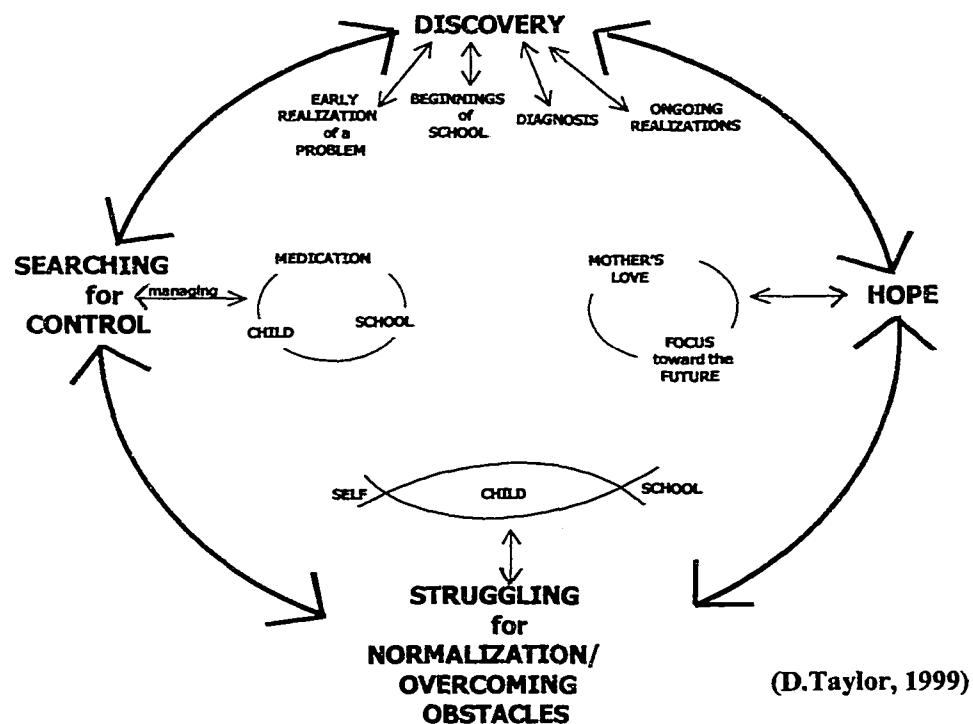 DISCOVERY
EARLY
REALIZATION
of a
PROBLEM
BEGINNINGS
of
SCHOOL
DIAGNOSIS
ONGOING
REALIZATIONS
SEARCHING
for
CONTROL
managing
MEDICATION
CHILD
SCHOOL
MOTHER'S
LOVE
FOCUS
toward the
FUTURE
HOPE
SELF
CHILD
SCHOOL
STRUGGLING
for
NORMALIZATION/
OVERCOMING
OBSTACLES
(D.Taylor, 1999)